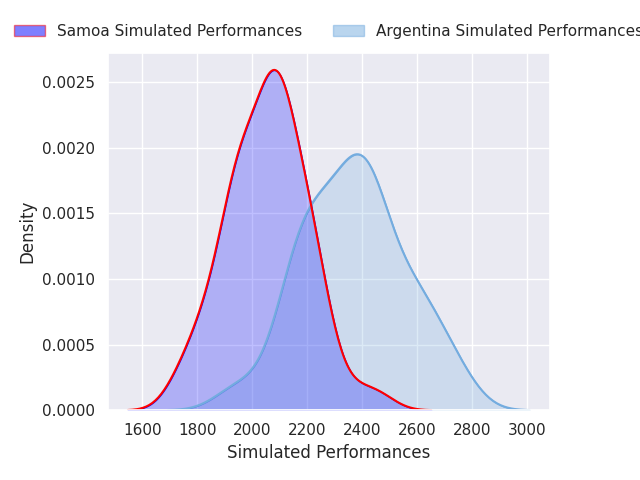 Samoa Simulated Performances Argentina Simulated Performances
0.0025
0.0020
0.0015
0.0010
0.0005
0.0000
Density
1600 1800 2000 2200 2400 2600 2800 3000
Simulated Performances